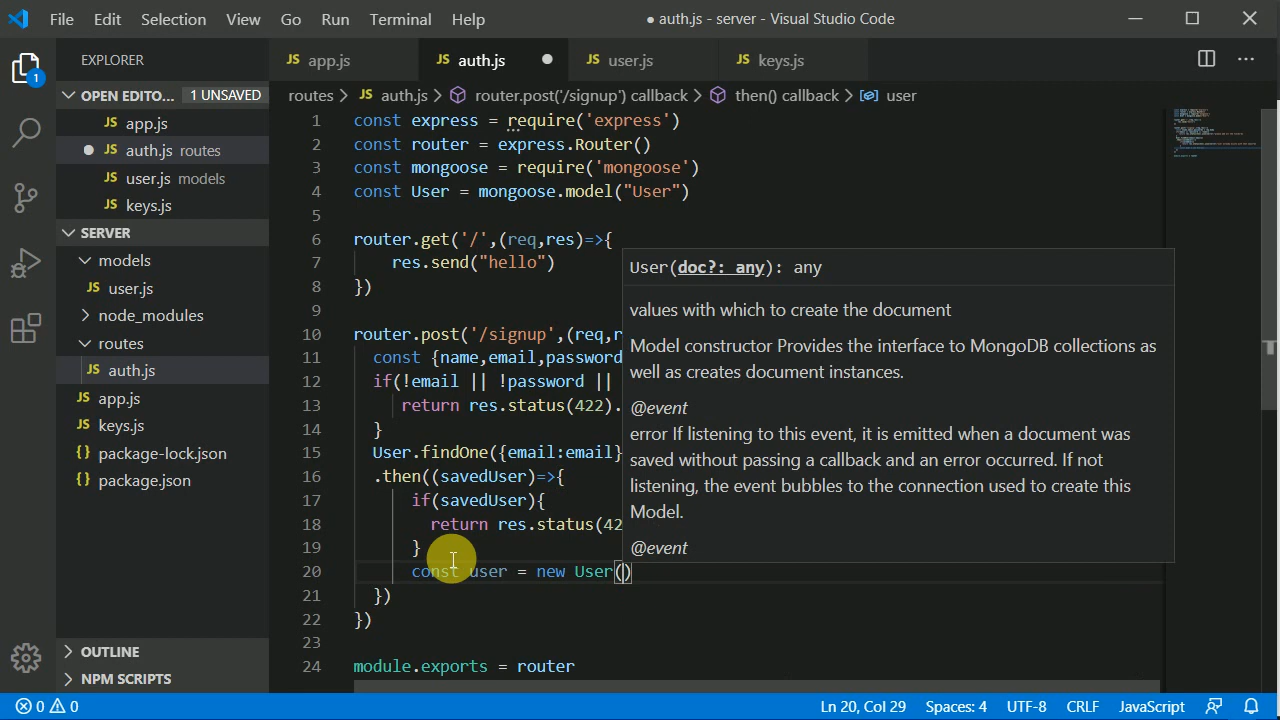 File Edit Selection View Go Run Terminal Help
● auth.js - server - Visual Studio Code
EXPLORER
JS app.js
JS auth.js ●
JS user.js
JS keys.js
1
OPEN EDITO... 1 UNSAVED
JS app.js
● JS auth.js routes
JS user.js models
JS keys.js
SERVER
models
JS user.js
node_modules
routes
JS auth.js
JS app.js
JS keys.js
{} package-lock.json
{} package.json
OUTLINE
NPM SCRIPTS
routes > JS auth.js > router.post('/signup') callback > then() callback > user
1 const express = require('express')
2 const router = express.Router()
3 const mongoose = require('mongoose')
4 const User = mongoose.model("User")
5
6 router.get('/',(req,res)=>{
7 res.send("hello")
8 })
9
10 router.post('/signup',(req,r
11 const {name,email,password
12 if(!email || !password ||
13 return res.status(422).
14 }
15 User.findOne({email:email}
16 .then((savedUser)=>{
17 if(savedUser){
18 return res.status(42
19 }
20 const user = new User()
21 })
22 })
23
24 module.exports = router
User(doc?: any): any
values with which to create the document
Model constructor Provides the interface to MongoDB collections as
well as creates document instances.
@event
error If listening to this event, it is emitted when a document was
saved without passing a callback and an error occurred. If not
listening, the event bubbles to the connection used to create this
Model.
@event
0 0
Ln 20, Col 29 Spaces: 4 UTF-8 CRLF JavaScript